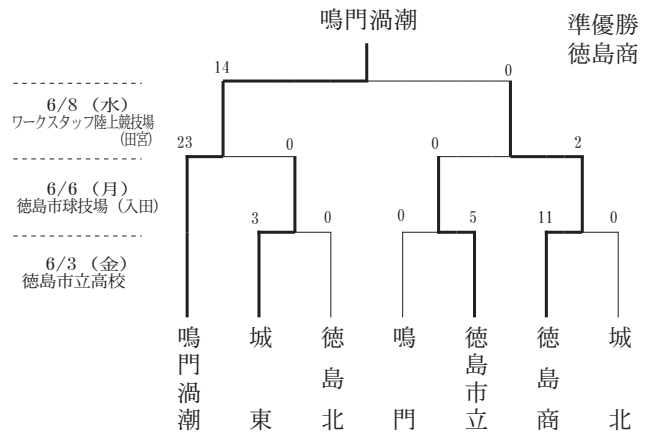 鳴門渦潮
準優勝
徳島商
14
0
6/8 (水)
ワークスタッフ陸上競技場
(田宮)
23
0
0
2
6/6 (月)
徳島市球技場 (入田)
3
0
0
5
11
0
6/3 (金)
徳島市立高校
鳴門渦潮
城東
徳島北
鳴門
徳島市立
徳島商
城北